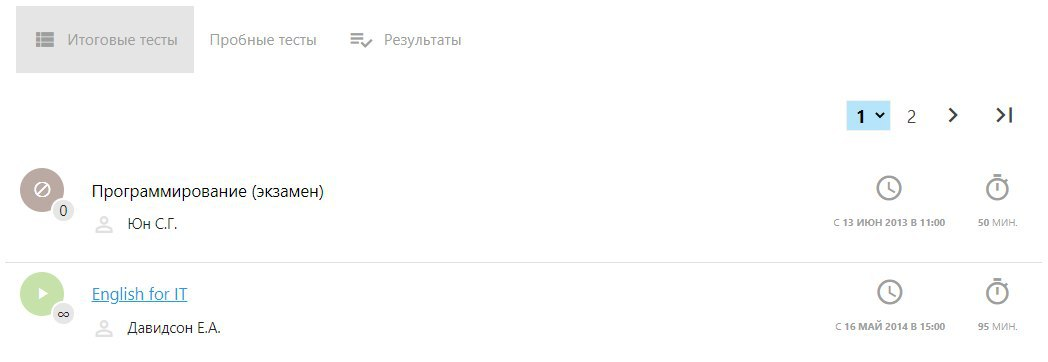 Итоговые тесты Пробные тесты Результаты
1 2
Программирование (экзамен)
0
Юн С.Г.
С 13 ИЮН 2013 В 11:00 50 МИН.
English for IT
∞
Давидсон Е.А.
С 16 МАЙ 2014 В 15:00 95 МИН.